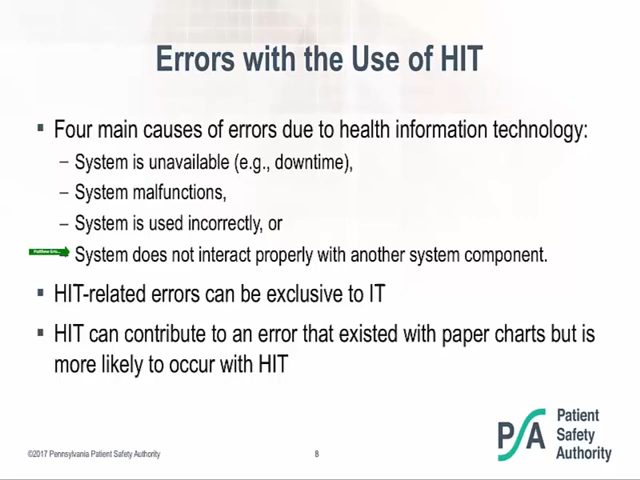 Errors with the Use of HIT
▪ Four main causes of errors due to health information technology:
– System is unavailable (e.g., downtime),
– System malfunctions,
– System is used incorrectly, or
– System does not interact properly with another system component.
▪ HIT-related errors can be exclusive to IT
▪ HIT can contribute to an error that existed with paper charts but is
more likely to occur with HIT
PSA
Patient
Safety
Authority
©2017 Pennsylvania Patient Safety Authority
8